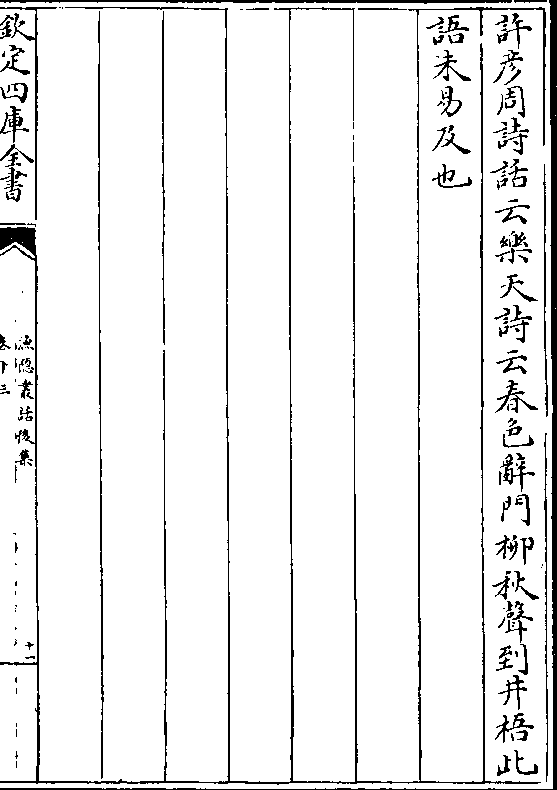 許彦周詩話云樂天詩云春色辭門柳秋聲到井梧此
語未易及也
欽定四庫全書
漁隱叢話後集
卷十三
十一